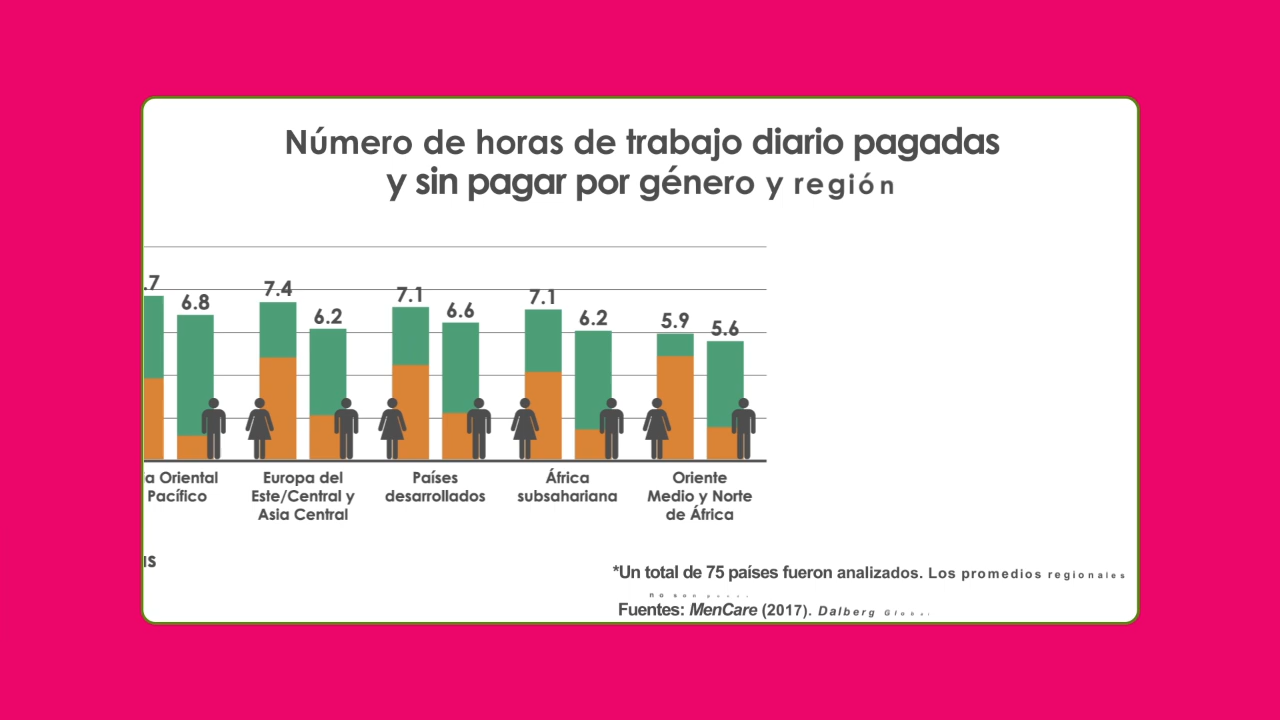 Número de horas de trabajo diario pagadas
y sin pagar por género y región
.7 6.8 7.4 6.2 7.1 6.6 7.1 6.2 5.9 5.6
a Oriental
Pacífico
Europa del
Este/Central y
Asia Central
Países
desarrollados
África
subsahariana
Oriente
Medio y Norte
de África
as
*Un total de 75 países fueron analizados. Los promedios regionales
no son
Fuentes: MenCare (2017). Dalberg